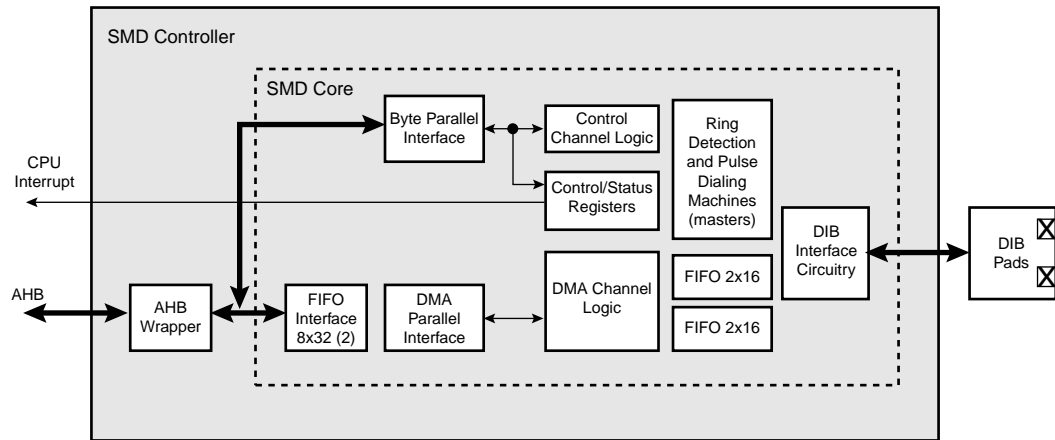 SMD Controller
SMD Core
Byte Parallel
Interface
Control
Channel Logic
Ring
Detection
and Pulse
Dialing
Machines
(masters)
CPU
Interrupt
Control/Status
Registers
DIB
Interface
Circuitry
DIB
Pads
AHB
AHB
Wrapper
FIFO
Interface
8x32 (2)
DMA
Parallel
Interface
DMA Channel
Logic
FIFO 2x16
FIFO 2x16